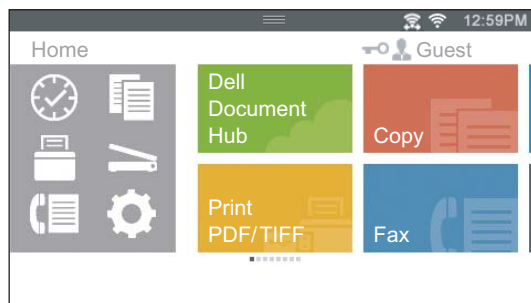 12:59PM
Home
Guest
Dell
Document
Hub
Copy
Print
PDF/TIFF
Fax